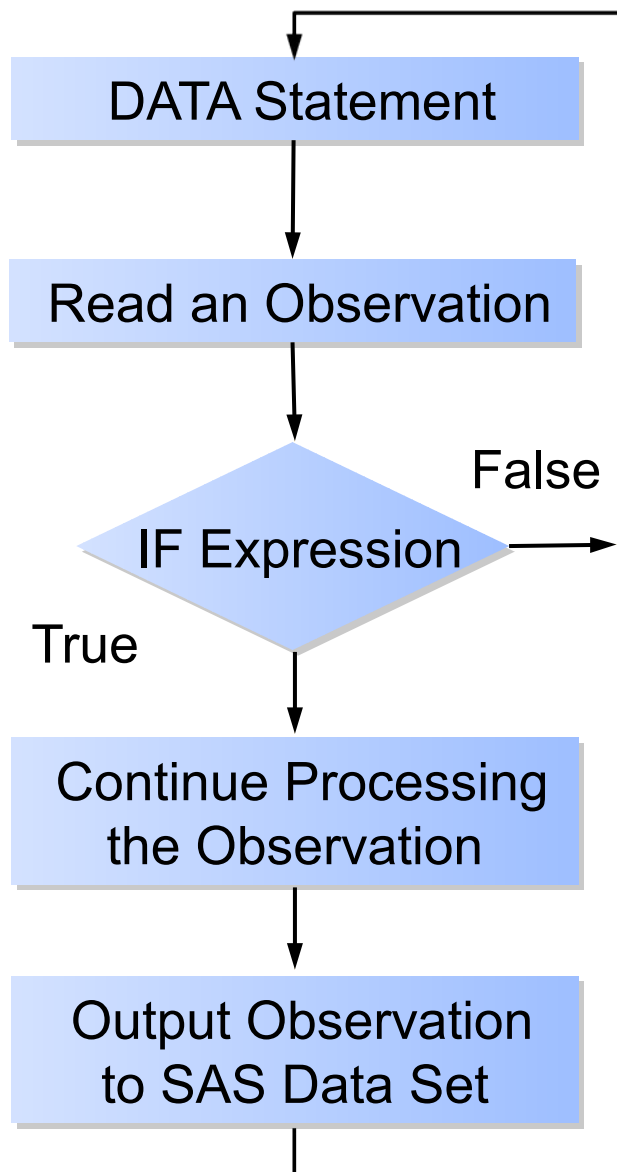 DATA Statement
Read an Observation
False
IF Expression
True
Continue Processing
the Observation
Output Observation
to SAS Data Set